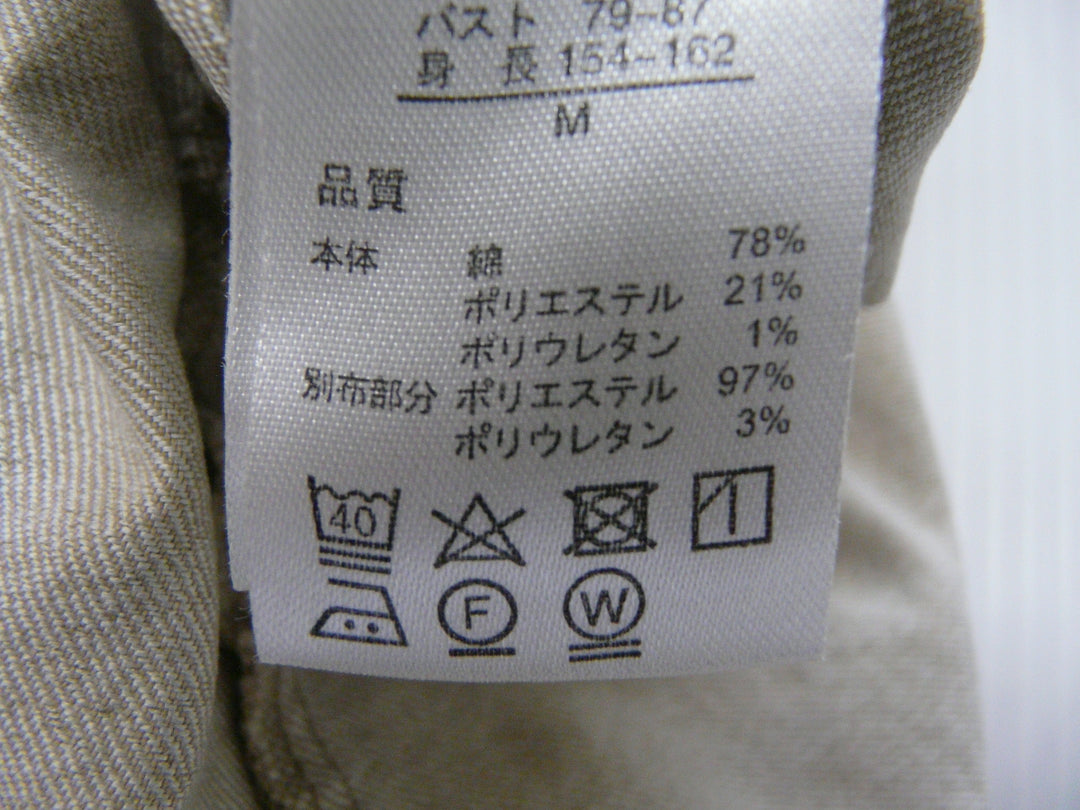 バスト 79-87
身 長 154-162
M
品質
本体 綿 78%
ポリエステル 21%
ポリウレタン 1%
別布部分 ポリエステル 97%
ポリウレタン 3%
40
F W